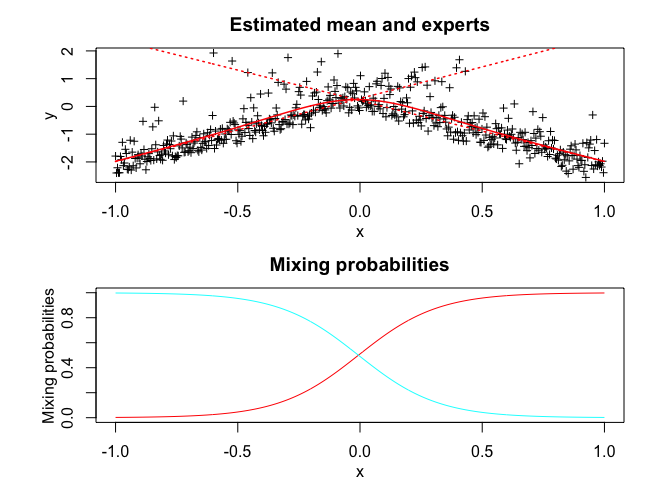 Estimated mean and experts
y
2
1
0
-1
-2
-1.0 -0.5 0.0 0.5 1.0
x
Mixing probabilities
Mixing probabilities
0.8
0.4
0.0
-1.0 -0.5 0.0 0.5 1.0
x